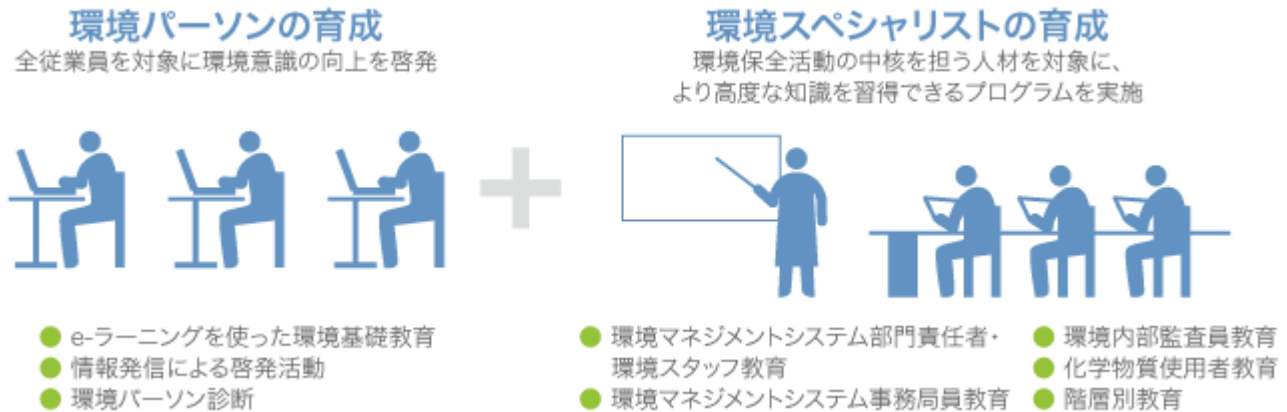 環境パーソンの育成
全従業員を対象に環境意識の向上を啓発
● e-ラーニングを使った環境基礎教育
● 情報発信による啓発活動
● 環境パーソン診断
環境スペシャリストの育成
環境保全活動の中核を担う人材を対象に、
より高度な知識を習得できるプログラムを実施
● 環境マネジメントシステム部門責任者・
環境スタッフ教育
● 環境マネジメントシステム事務局員教育
● 環境内部監査員教育
● 化学物質使用者教育
● 階層別教育